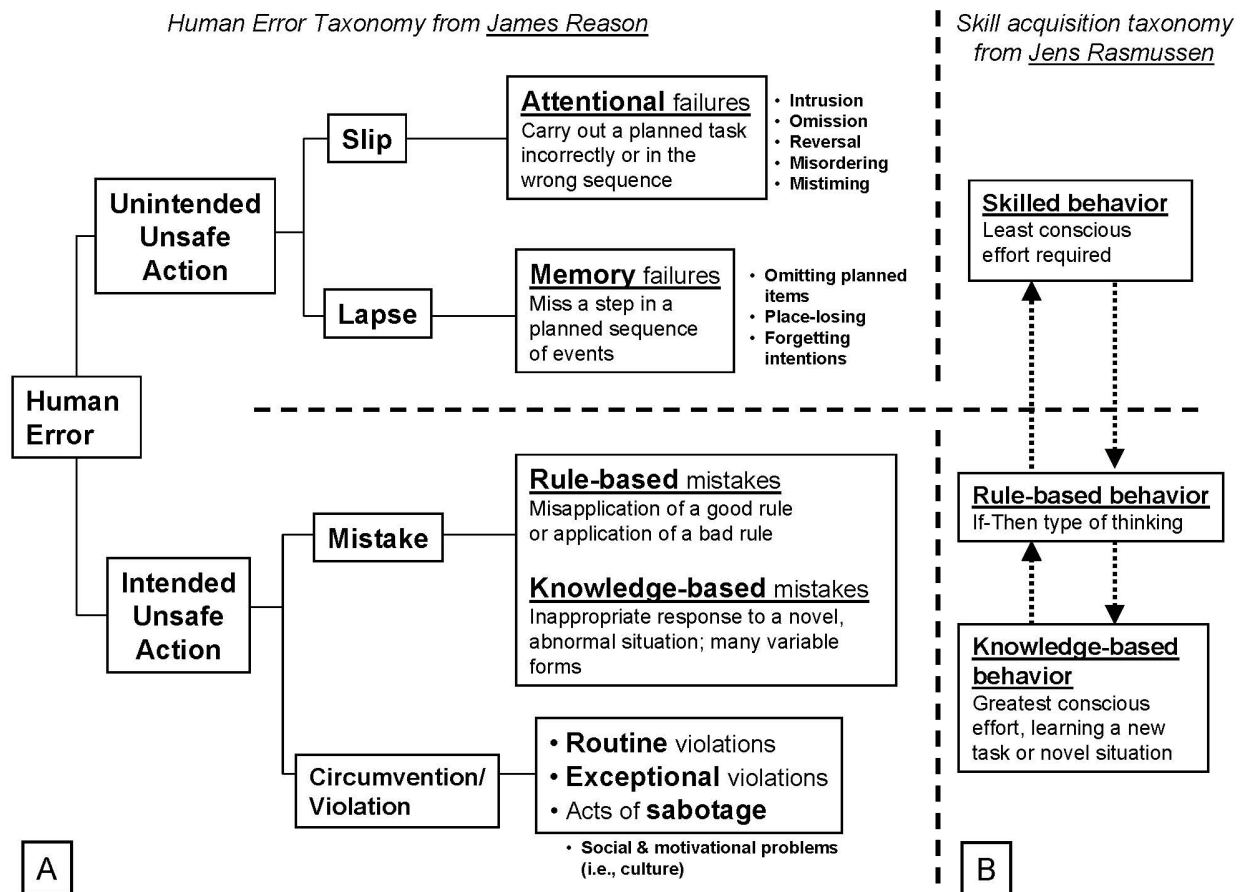 Human Error Taxonomy from James Reason
Skill acquisition taxonomy
from Jens Rasmussen
Human
Error
Unintended
Unsafe
Action
Slip
Attentional failures
Carry out a planned task
incorrectly or in the
wrong sequence
• Intrusion
• Omission
• Reversal
• Misordering
• Mistiming
Lapse
Memory failures
Miss a step in a
planned sequence
of events
• Omitting planned
items
• Place-losing
• Forgetting
intentions
Intended
Unsafe
Action
Mistake
Rule-based mistakes
Misapplication of a good rule
or application of a bad rule
Knowledge-based mistakes
Inappropriate response to a novel,
abnormal situation; many variable
forms
Circumvention/
Violation
• Routine violations
• Exceptional violations
• Acts of sabotage
• Social & motivational problems
(i.e., culture)
A
Skilled behavior
Least conscious
effort required
Rule-based behavior
If-Then type of thinking
Knowledge-based
behavior
Greatest conscious
effort, learning a new
task or novel situation
B